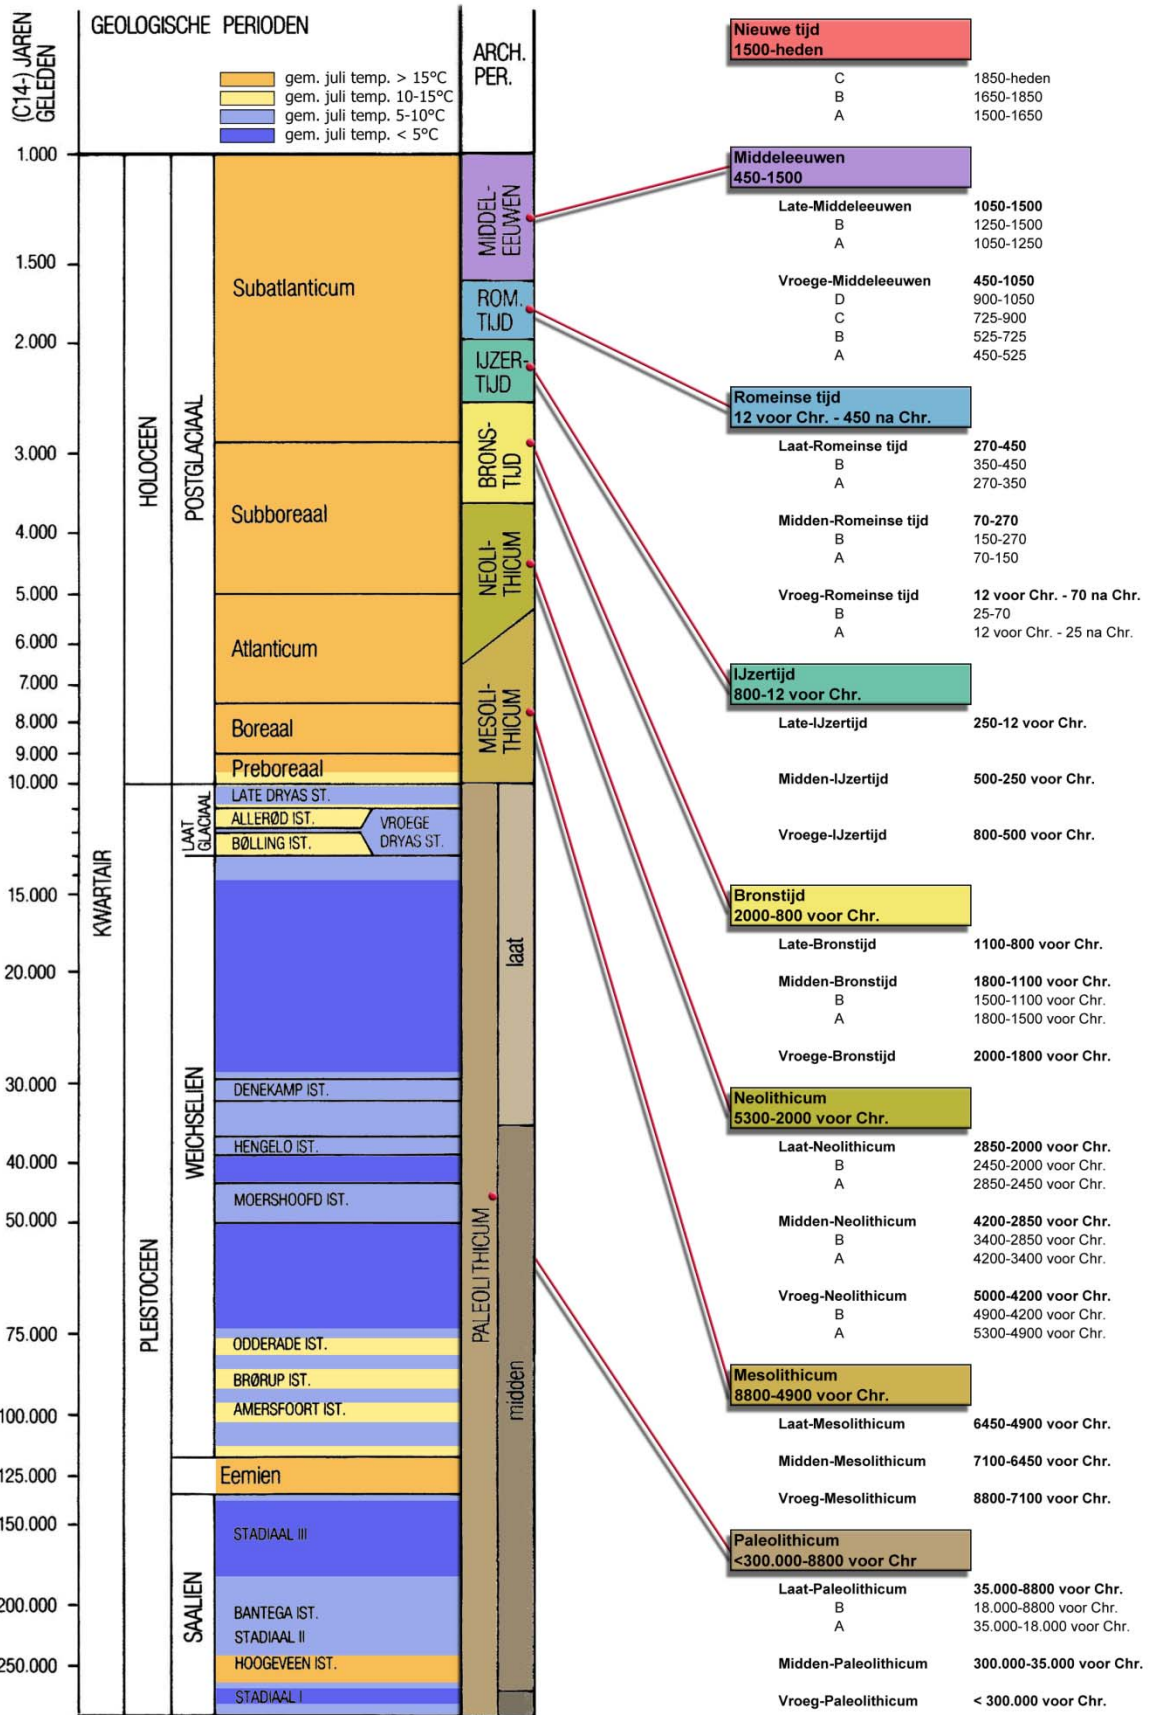 (C14-) JAREN
GELEDEN
GEOLOGISCHE PERIODEN
gem. juli temp. > 15°C
gem. juli temp. 10-15°C
gem. juli temp. 5-10°C
gem. juli temp. < 5°C
ARCH.
PER.
1.000
1.500
2.000
3.000
4.000
5.000
6.000
7.000
8.000
9.000
10.000
15.000
20.000
30.000
40.000
50.000
75.000
100.000
125.000
150.000
200.000
250.000
KWARTAIR
HOLOCEEN
PLEISTOCEEN
POSTGLACIAAL
LAAT
GLACIAAL
WEICHSELIEN
SAALIEN
Subatlanticum
Subboreaal
Atlanticum
Boreaal
Preboreaal
LATE DRYAS ST.
ALLERØD IST.
VROEGE
DRYAS ST.
BØLLING IST.
DENEKAMP IST.
HENGELO IST.
MOERSHOOFD IST.
ODDERADE IST.
BRØRUP IST.
AMERSFOORT IST.
Eemien
STADIAAL III
BANTEGA IST.
STADIAAL II
HOOGEVEEN IST.
STADIAAL I
MIDDEL-
EEUWEN
ROM.
TIJD
IJZER-
TIJD
BRONS-
TIJD
NEOLI-
THICUM
MESOLI-
THICUM
PALEOLITHICUM
laat
midden
Nieuwe tijd
1500-heden
C 1850-heden
B 1650-1850
A 1500-1650
Middeleeuwen
450-1500
Late-Middeleeuwen 1050-1500
B 1250-1500
A 1050-1250
Vroege-Middeleeuwen 450-1050
D 900-1050
C 725-900
B 525-725
A 450-525
Romeinse tijd
12 voor Chr. - 450 na Chr.
Laat-Romeinse tijd 270-450
B 350-450
A 270-350
Midden-Romeinse tijd 70-270
B 150-270
A 70-150
Vroeg-Romeinse tijd 12 voor Chr. - 70 na Chr.
B 25-70
A 12 voor Chr. - 25 na Chr.
IJzertijd
800-12 voor Chr.
Late-IJzertijd 250-12 voor Chr.
Midden-IJzertijd 500-250 voor Chr.
Vroege-IJzertijd 800-500 voor Chr.
Bronstijd
2000-800 voor Chr.
Late-Bronstijd 1100-800 voor Chr.
Midden-Bronstijd 1800-1100 voor Chr.
B 1500-1100 voor Chr.
A 1800-1500 voor Chr.
Vroege-Bronstijd 2000-1800 voor Chr.
Neolithicum
5300-2000 voor Chr.
Laat-Neolithicum 2850-2000 voor Chr.
B 2450-2000 voor Chr.
A 2850-2450 voor Chr.
Midden-Neolithicum 4200-2850 voor Chr.
B 3400-2850 voor Chr.
A 4200-3400 voor Chr.
Vroeg-Neolithicum 5000-4200 voor Chr.
B 4900-4200 voor Chr.
A 5300-4900 voor Chr.
Mesolithicum
8800-4900 voor Chr.
Laat-Mesolithicum 6450-4900 voor Chr.
Midden-Mesolithicum 7100-6450 voor Chr.
Vroeg-Mesolithicum 8800-7100 voor Chr.
Paleolithicum
<300.000-8800 voor Chr
Laat-Paleolithicum 35.000-8800 voor Chr.
B 18.000-8800 voor Chr.
A 35.000-18.000 voor Chr.
Midden-Paleolithicum 300.000-35.000 voor Chr.
Vroeg-Paleolithicum < 300.000 voor Chr.